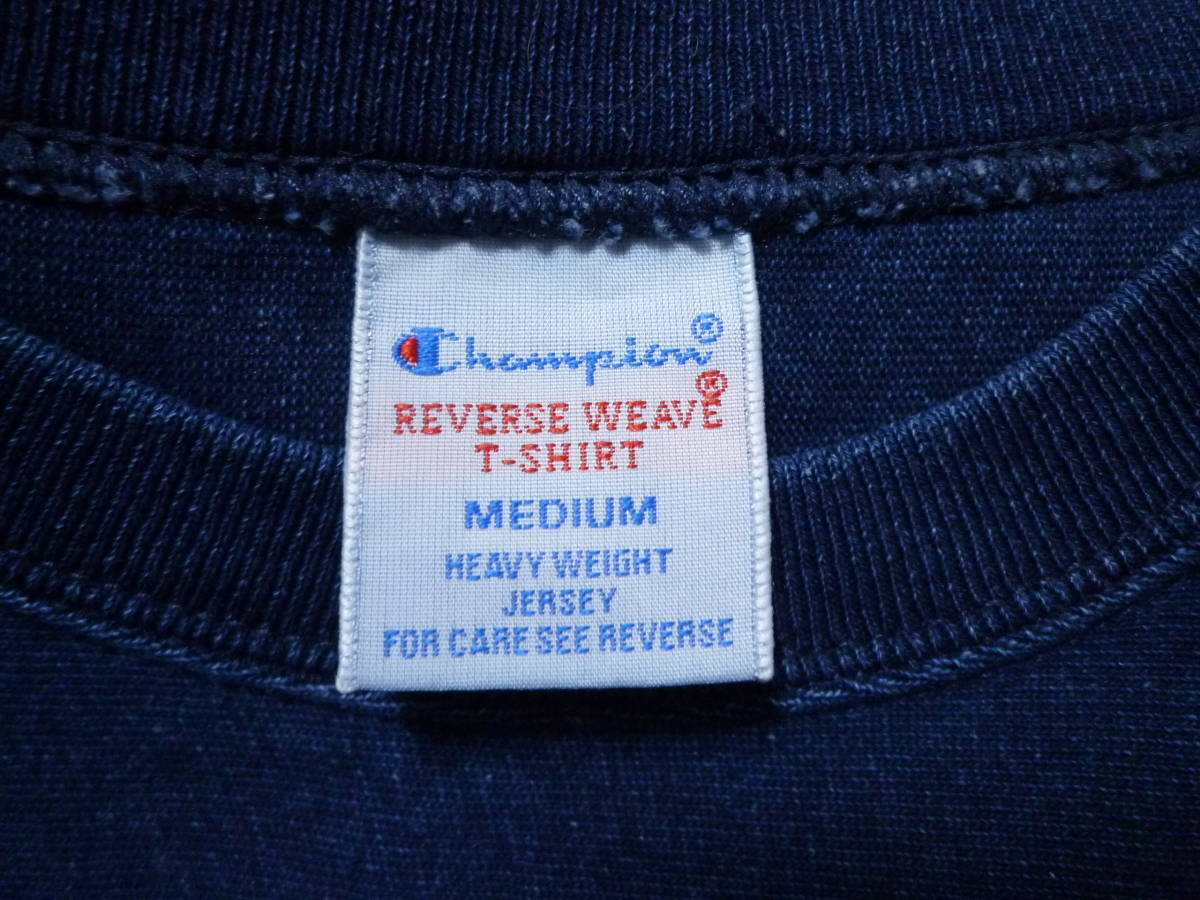 Champion®
REVERSE WEAVE®
T-SHIRT
MEDIUM
HEAVY WEIGHT
JERSEY
FOR CARE SEE REVERSE